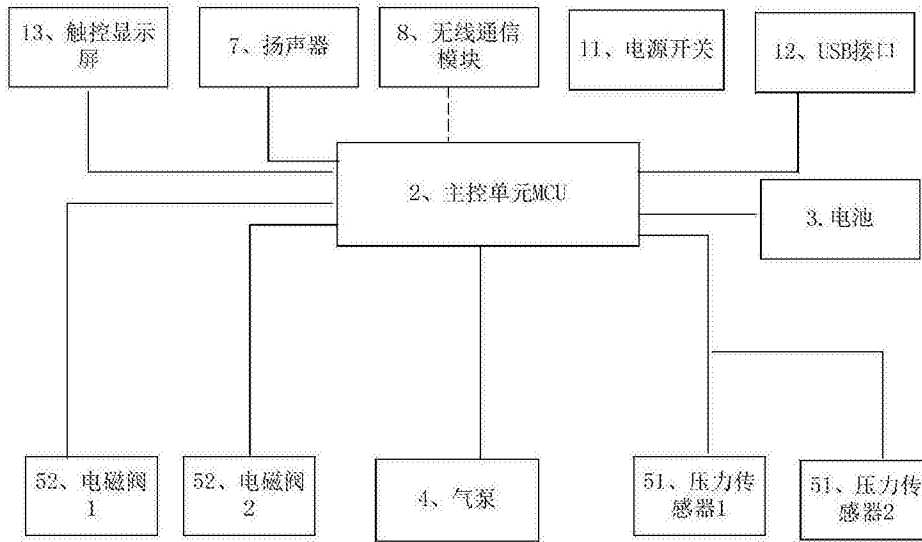 13、触控显示
屏
7、扬声器
8、无线通信
模块
11、电源开关
12、USB接口
2、主控单元MCU
3.电池
52、电磁阀
1
52、电磁阀
2
4、气泵
51、压力传
感器1
51、压力传
感器2